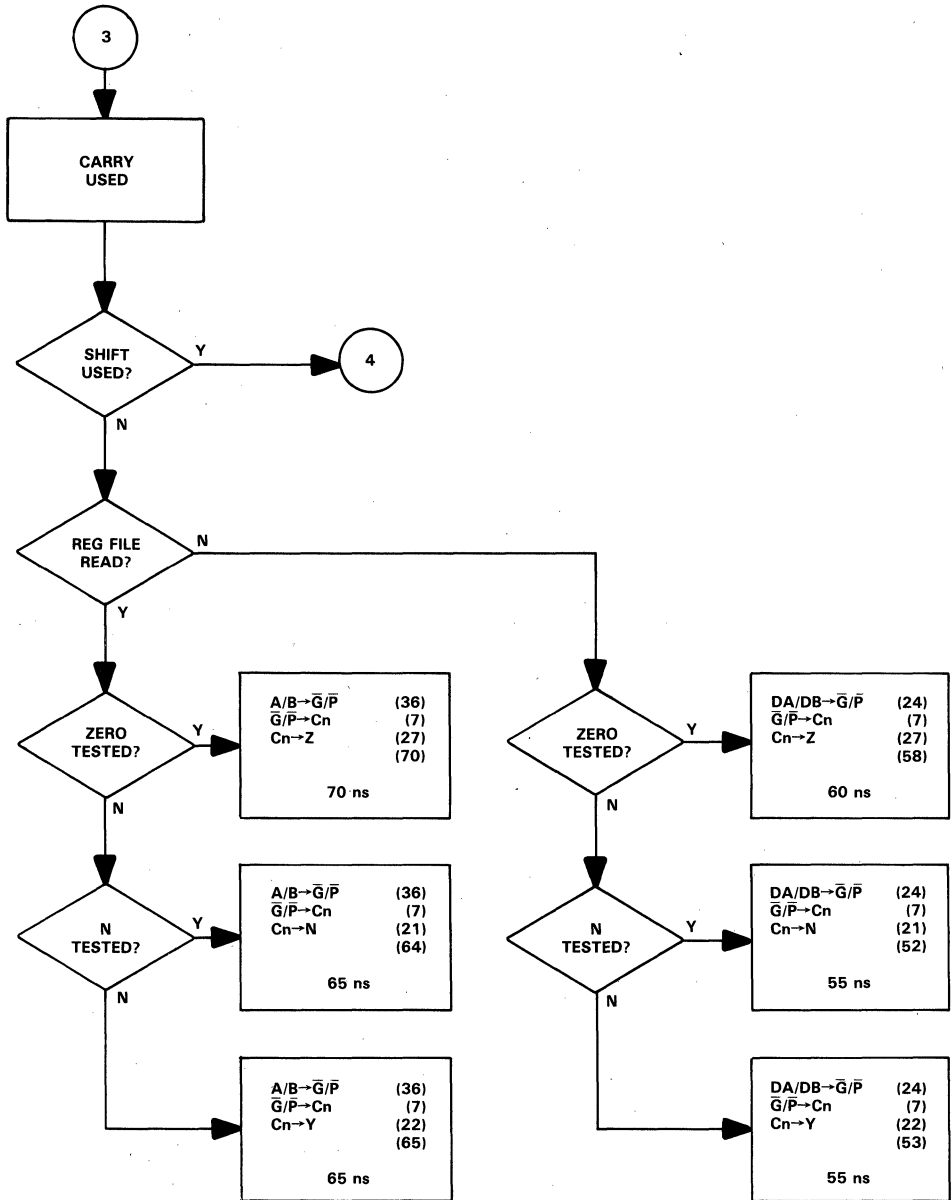 3
CARRY
USED
SHIFT
USED?
Y
4
N
REG FILE
READ?
N
Y
ZERO
TESTED?
Y
N
A/B→G̅/P̅ (36)
G̅/P̅→Cn (7)
Cn→Z (27)
(70)
70 ns
ZERO
TESTED?
Y
N
DA/DB→G̅/P̅ (24)
G̅/P̅→Cn (7)
Cn→Z (27)
(58)
60 ns
N
TESTED?
Y
N
A/B→G̅/P̅ (36)
G̅/P̅→Cn (7)
Cn→N (21)
(64)
65 ns
N
TESTED?
Y
N
DA/DB→G̅/P̅ (24)
G̅/P̅→Cn (7)
Cn→N (21)
(52)
55 ns
A/B→G̅/P̅ (36)
G̅/P̅→Cn (7)
Cn→Y (22)
(65)
65 ns
DA/DB→G̅/P̅ (24)
G̅/P̅→Cn (7)
Cn→Y (22)
(53)
55 ns